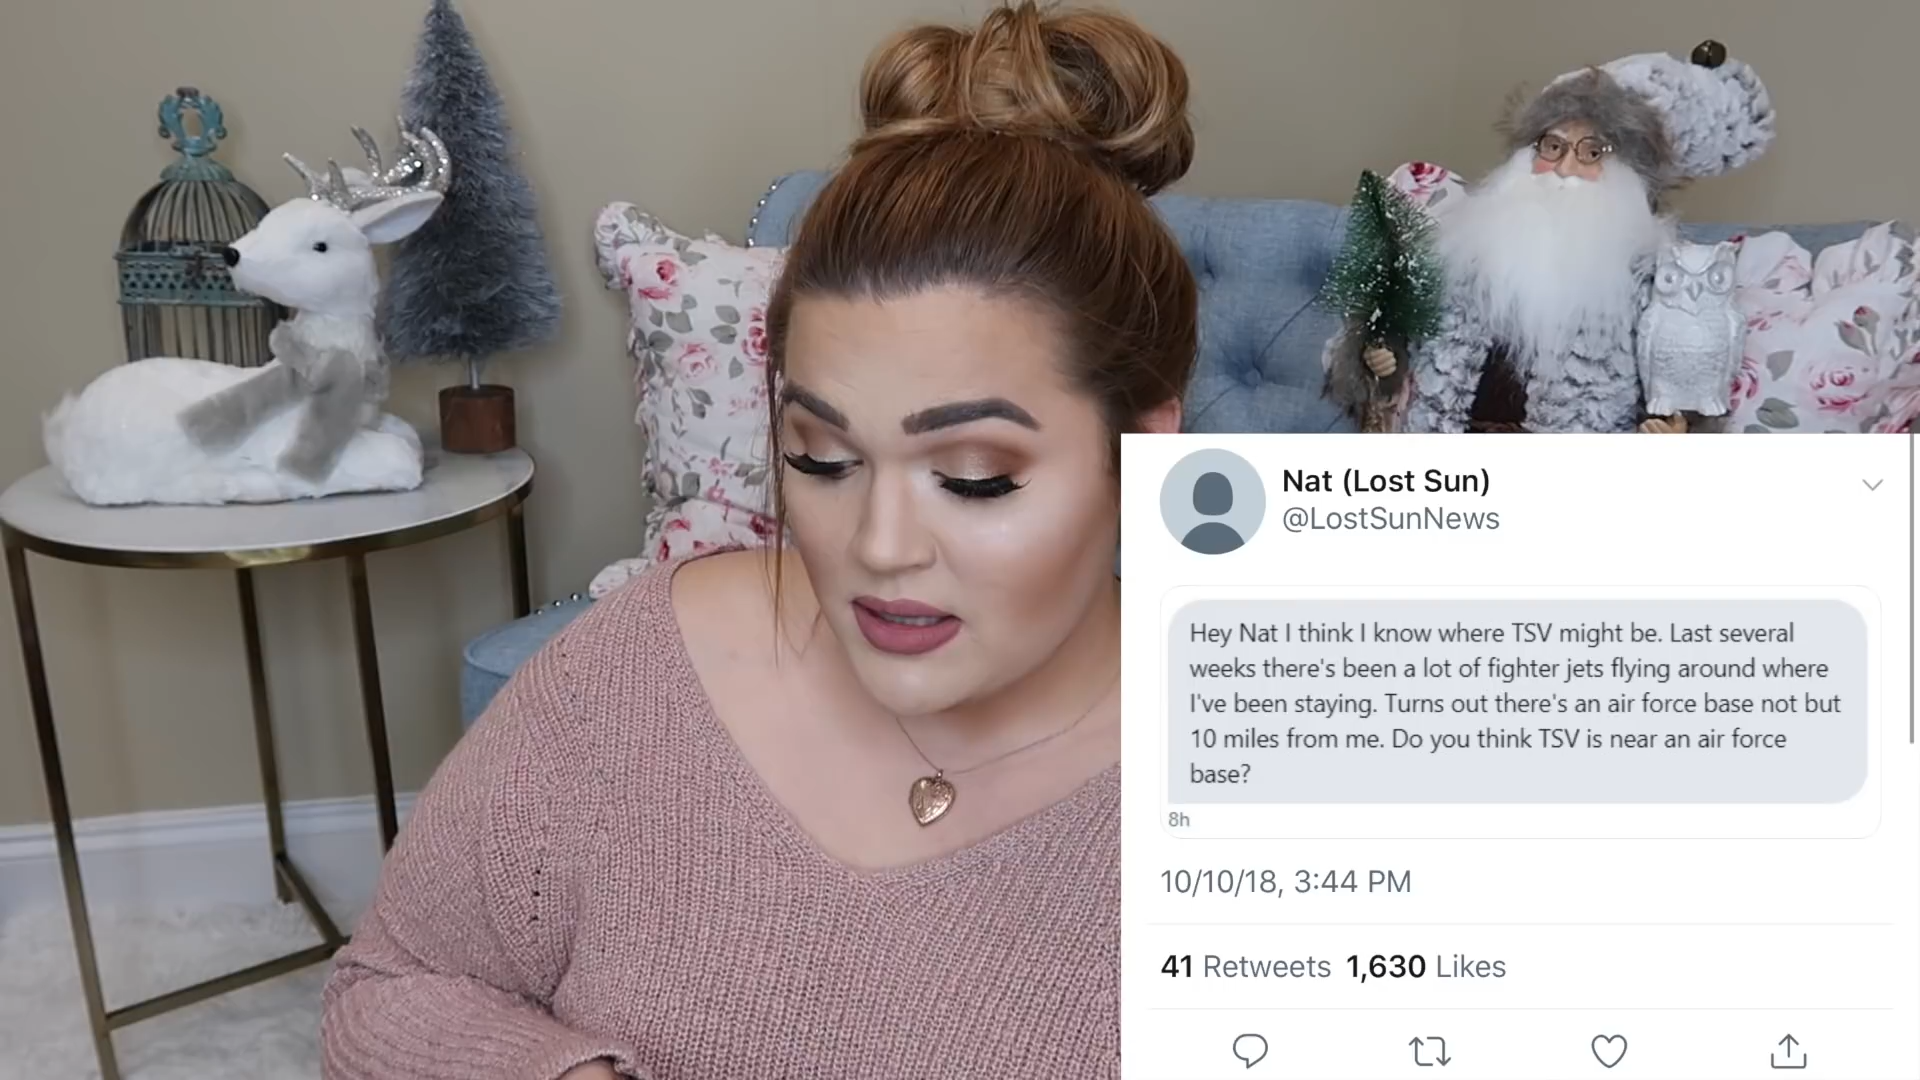 Nat (Lost Sun)
@LostSunNews
Hey Nat I think I know where TSV might be. Last several
weeks there's been a lot of fighter jets flying around where
I've been staying. Turns out there's an air force base not but
10 miles from me. Do you think TSV is near an air force
base?
8h
10/10/18, 3:44 PM
41 Retweets 1,630 Likes